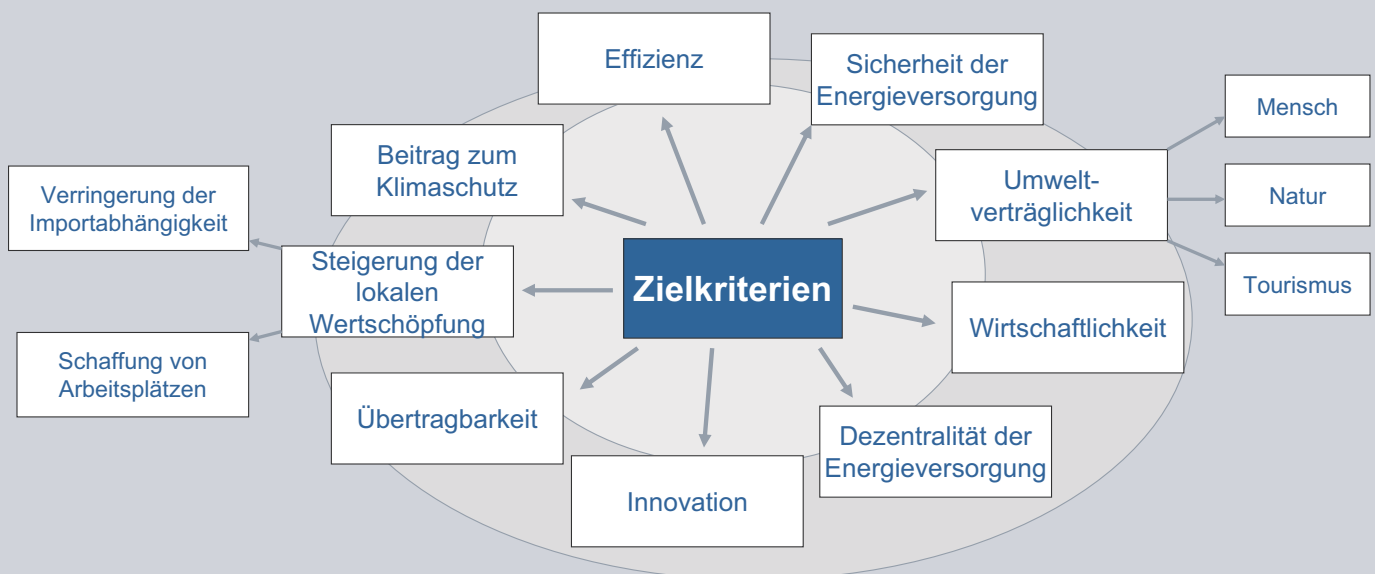 Effizienz
Sicherheit der
Energieversorgung
Mensch
Beitrag zum
Klimaschutz
Umwelt-
verträglichkeit
Natur
Verringerung der
Importabhängigkeit
Steigerung der
lokalen
Wertschöpfung
Zielkriterien
Tourismus
Wirtschaftlichkeit
Schaffung von
Arbeitsplätzen
Übertragbarkeit
Dezentralität der
Energieversorgung
Innovation